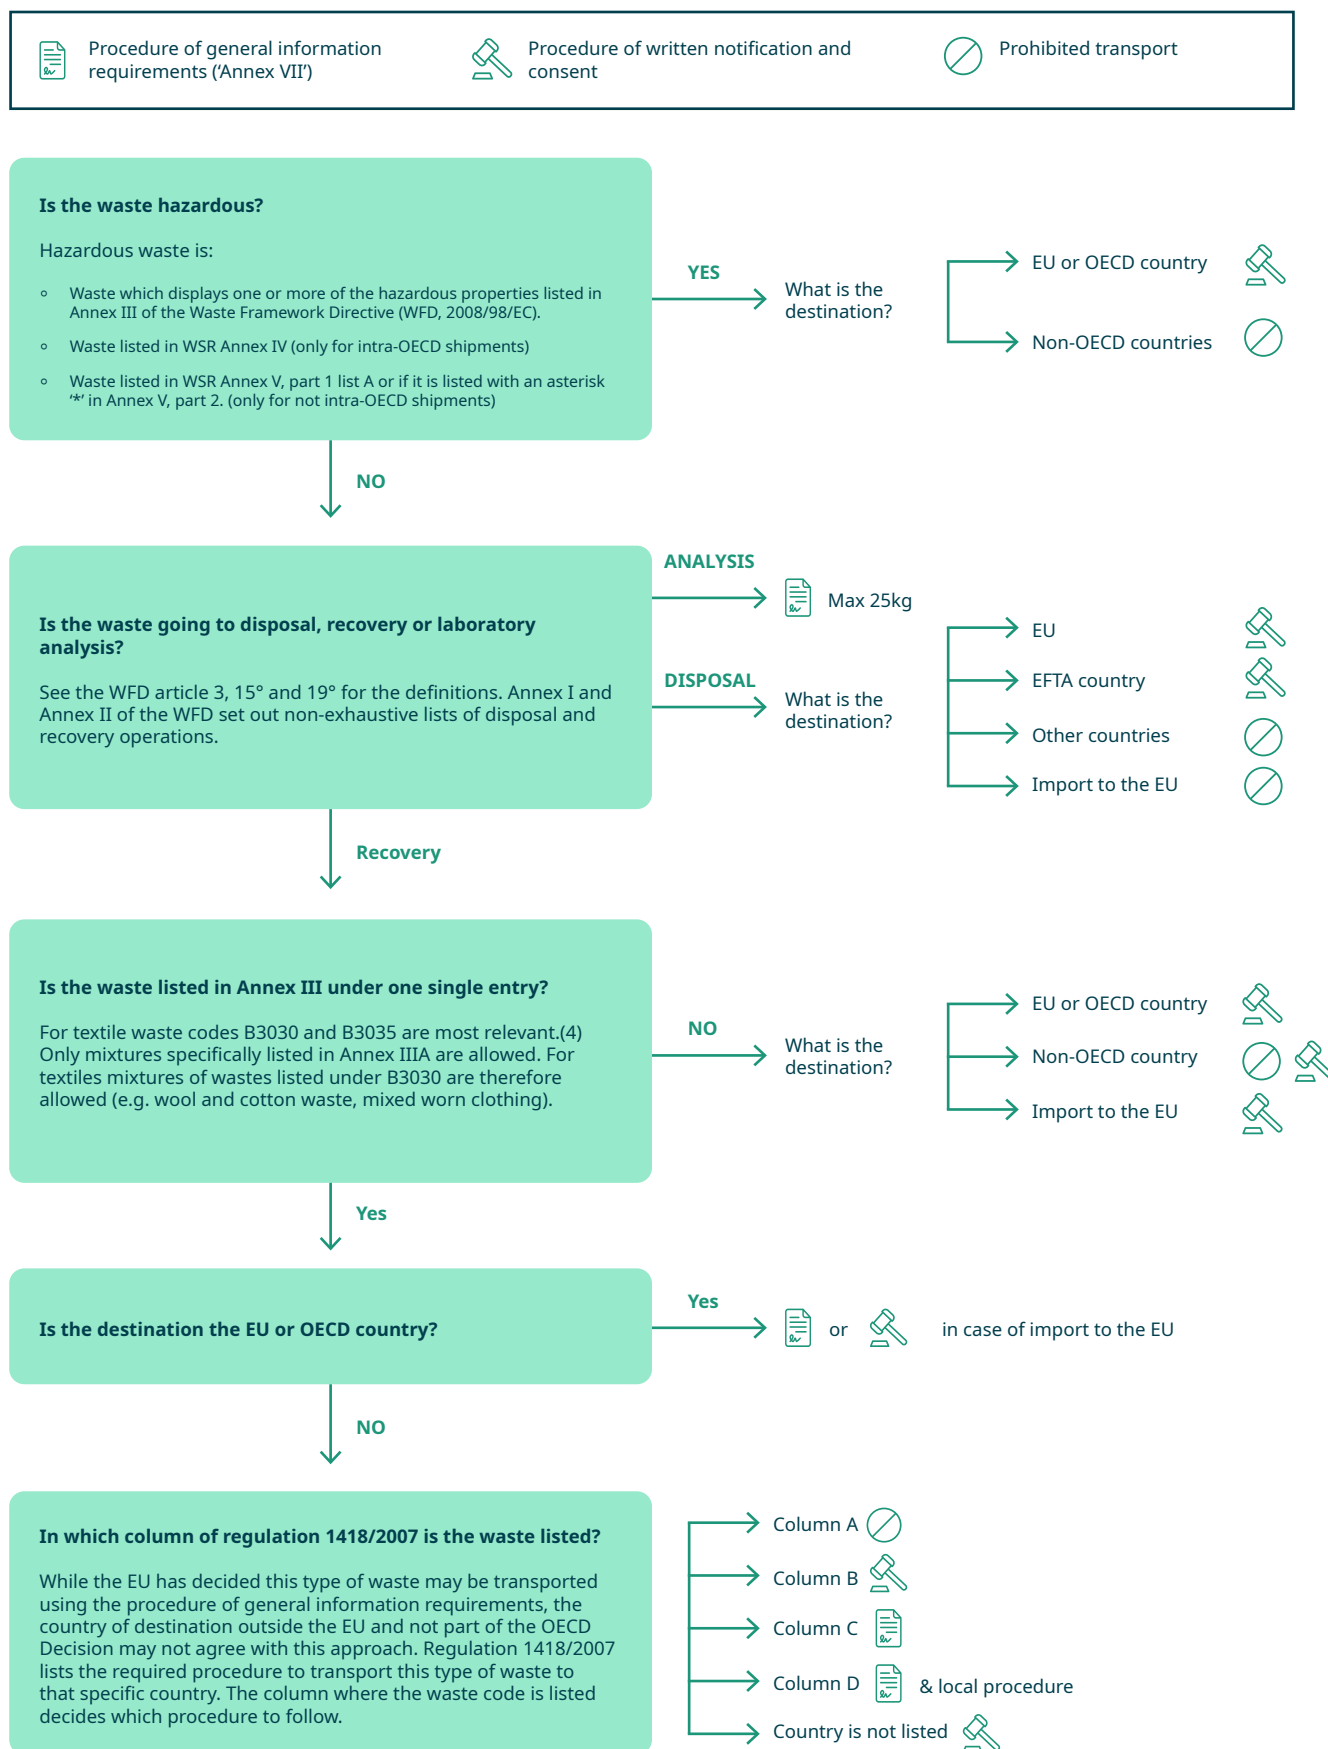 Procedure of general information
requirements (‘Annex VII’)
Procedure of written notification and
consent
Prohibited transport
Is the waste hazardous?
Hazardous waste is:
Waste which displays one or more of the hazardous properties listed in
Annex III of the Waste Framework Directive (WFD, 2008/98/EC).
Waste listed in WSR Annex IV (only for intra-OECD shipments)
Waste listed in WSR Annex V, part 1 list A or if it is listed with an asterisk
‘*’ in Annex V, part 2. (only for not intra-OECD shipments)
YES
What is the
destination?
EU or OECD country
Non-OECD countries
NO
Is the waste going to disposal, recovery or laboratory
analysis?
See the WFD article 3, 15° and 19° for the definitions. Annex I and
Annex II of the WFD set out non-exhaustive lists of disposal and
recovery operations.
ANALYSIS
Max 25kg
DISPOSAL
What is the
destination?
EU
EFTA country
Other countries
Import to the EU
Recovery
Is the waste listed in Annex III under one single entry?
For textile waste codes B3030 and B3035 are most relevant.(4)
Only mixtures specifically listed in Annex IIIA are allowed. For
textiles mixtures of wastes listed under B3030 are therefore
allowed (e.g. wool and cotton waste, mixed worn clothing).
NO
What is the
destination?
EU or OECD country
Non-OECD country
Import to the EU
Yes
Is the destination the EU or OECD country?
Yes
or
in case of import to the EU
NO
In which column of regulation 1418/2007 is the waste listed?
While the EU has decided this type of waste may be transported
using the procedure of general information requirements, the
country of destination outside the EU and not part of the OECD
Decision may not agree with this approach. Regulation 1418/2007
lists the required procedure to transport this type of waste to
that specific country. The column where the waste code is listed
decides which procedure to follow.
Column A
Column B
Column C
Column D
& local procedure
Country is not listed